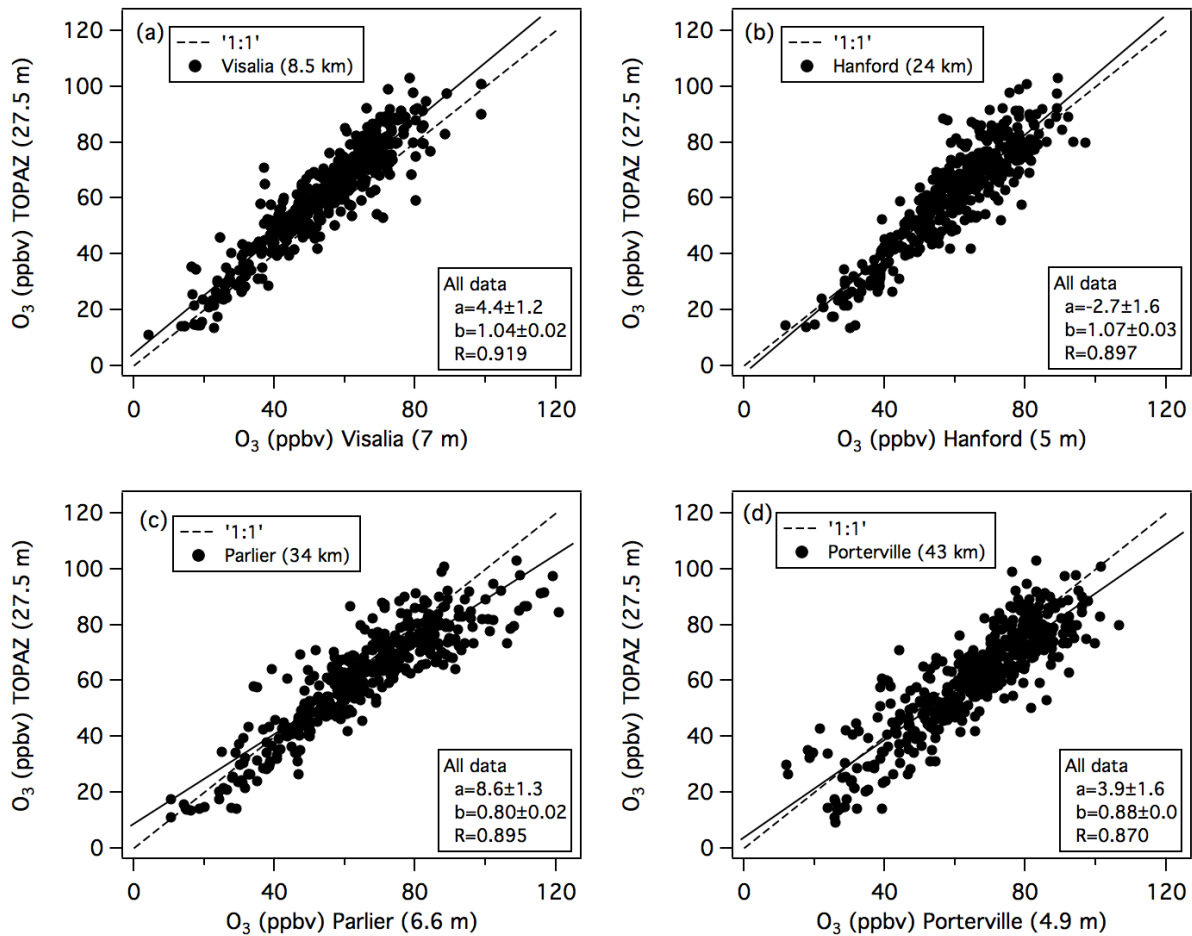 (a)
'1:1'
Visalia (8.5 km)
O3 (ppbv) TOPAZ (27.5 m)
120
100
80
60
40
20
0
All data
a=4.4±1.2
b=1.04±0.02
R=0.919
0 40 80 120
O3 (ppbv) Visalia (7 m)
(b)
'1:1'
Hanford (24 km)
O3 (ppbv) TOPAZ (27.5 m)
120
100
80
60
40
20
0
All data
a=-2.7±1.6
b=1.07±0.03
R=0.897
0 40 80 120
O3 (ppbv) Hanford (5 m)
(c)
'1:1'
Parlier (34 km)
O3 (ppbv) TOPAZ (27.5 m)
120
100
80
60
40
20
0
All data
a=8.6±1.3
b=0.80±0.02
R=0.895
0 40 80 120
O3 (ppbv) Parlier (6.6 m)
(d)
'1:1'
Porterville (43 km)
O3 (ppbv) TOPAZ (27.5 m)
120
100
80
60
40
20
0
All data
a=3.9±1.6
b=0.88±0.0
R=0.870
0 40 80 120
O3 (ppbv) Porterville (4.9 m)